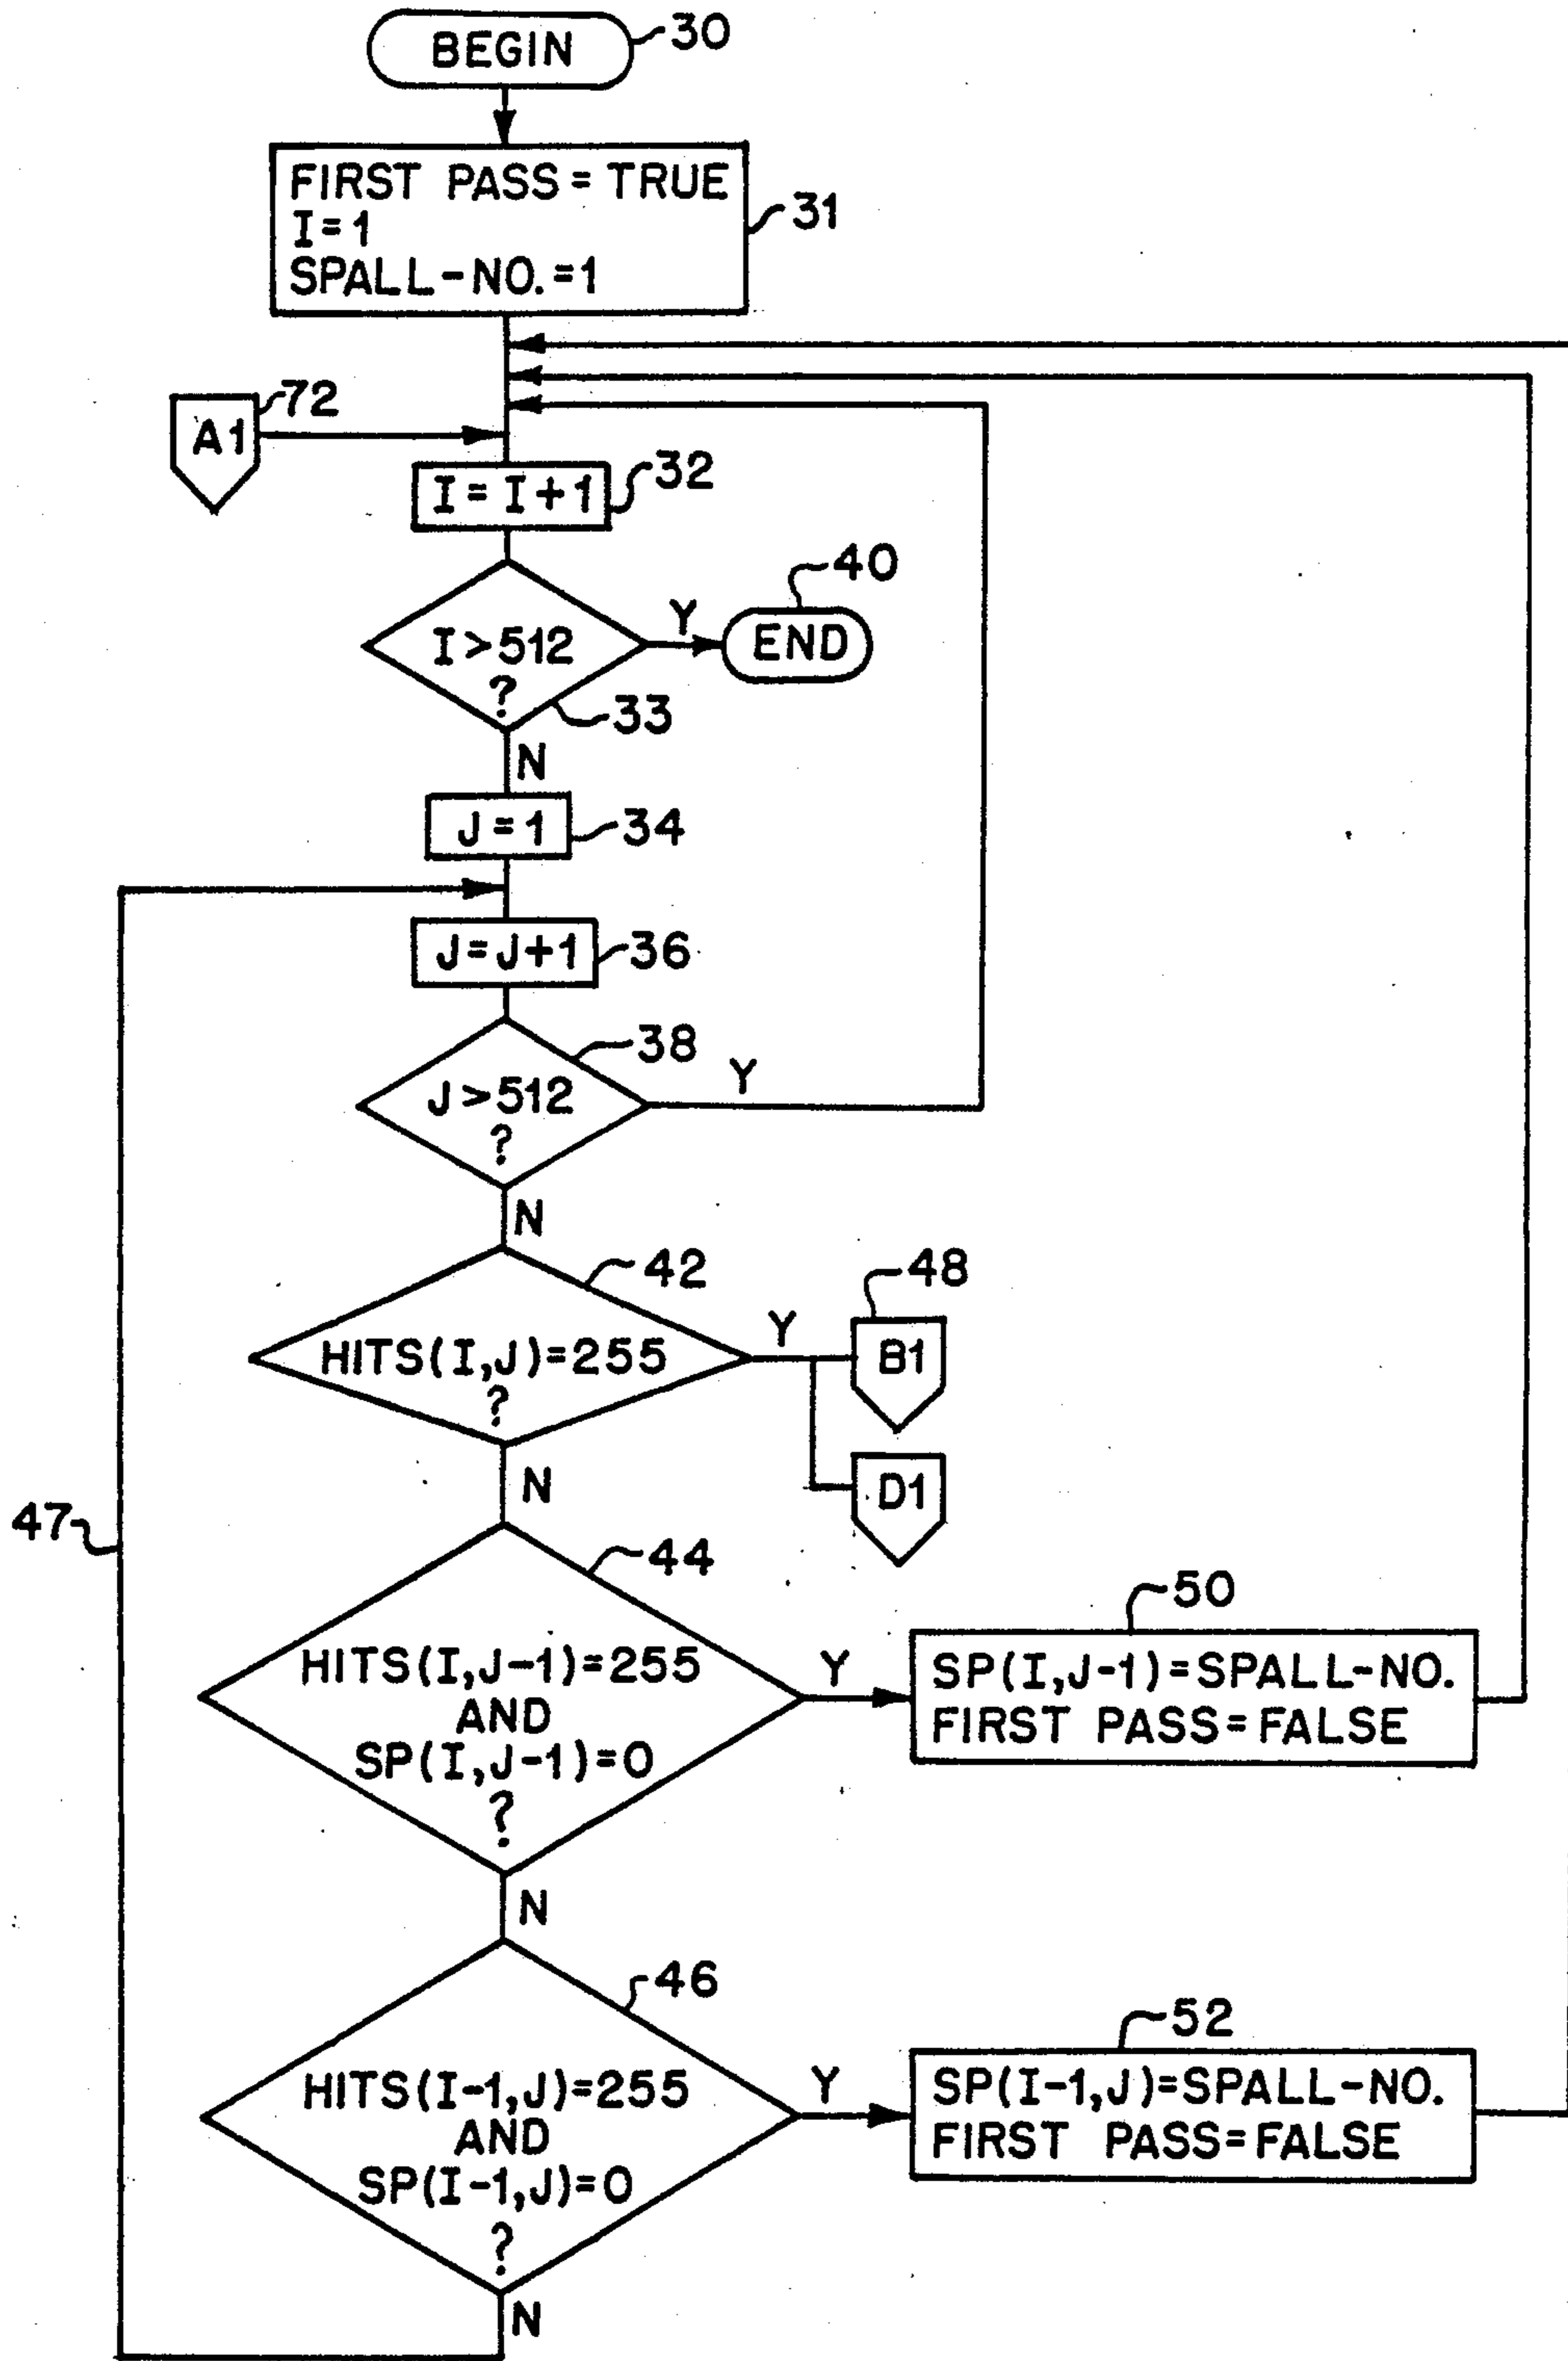 BEGIN
30
FIRST PASS = TRUE
I=1
SPALL-NO.=1
31
A1
72
I=I+1
32
I>512
?
33
Y
END
40
N
J=1
34
J=J+1
36
J>512
?
38
Y
N
HITS(I,J)=255
?
42
Y
B1
48
D1
N
47
HITS(I,J-1)=255
AND
SP(I,J-1)=0
?
44
Y
50
SP(I,J-1)=SPALL-NO.
FIRST PASS=FALSE
N
HITS(I-1,J)=255
AND
SP(I-1,J)=0
?
46
Y
52
SP(I-1,J)=SPALL-NO.
FIRST PASS=FALSE
N